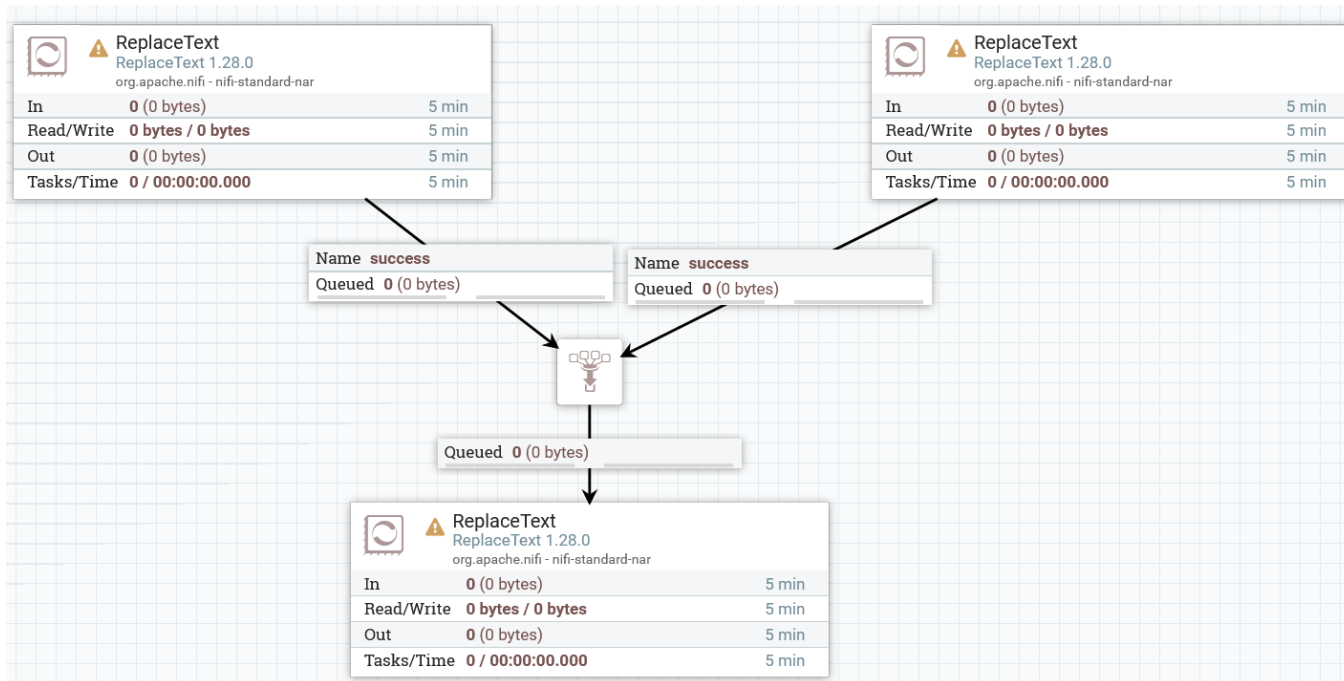 ReplaceText
ReplaceText 1.28.0
org.apache.nifi - nifi-standard-nar
In 0 (0 bytes) 5 min
Read/Write 0 bytes / 0 bytes 5 min
Out 0 (0 bytes) 5 min
Tasks/Time 0 / 00:00:00.000 5 min
ReplaceText
ReplaceText 1.28.0
org.apache.nifi - nifi-standard-nar
In 0 (0 bytes) 5 min
Read/Write 0 bytes / 0 bytes 5 min
Out 0 (0 bytes) 5 min
Tasks/Time 0 / 00:00:00.000 5 min
Name success
Queued 0 (0 bytes)
Name success
Queued 0 (0 bytes)
Queued 0 (0 bytes)
ReplaceText
ReplaceText 1.28.0
org.apache.nifi - nifi-standard-nar
In 0 (0 bytes) 5 min
Read/Write 0 bytes / 0 bytes 5 min
Out 0 (0 bytes) 5 min
Tasks/Time 0 / 00:00:00.000 5 min